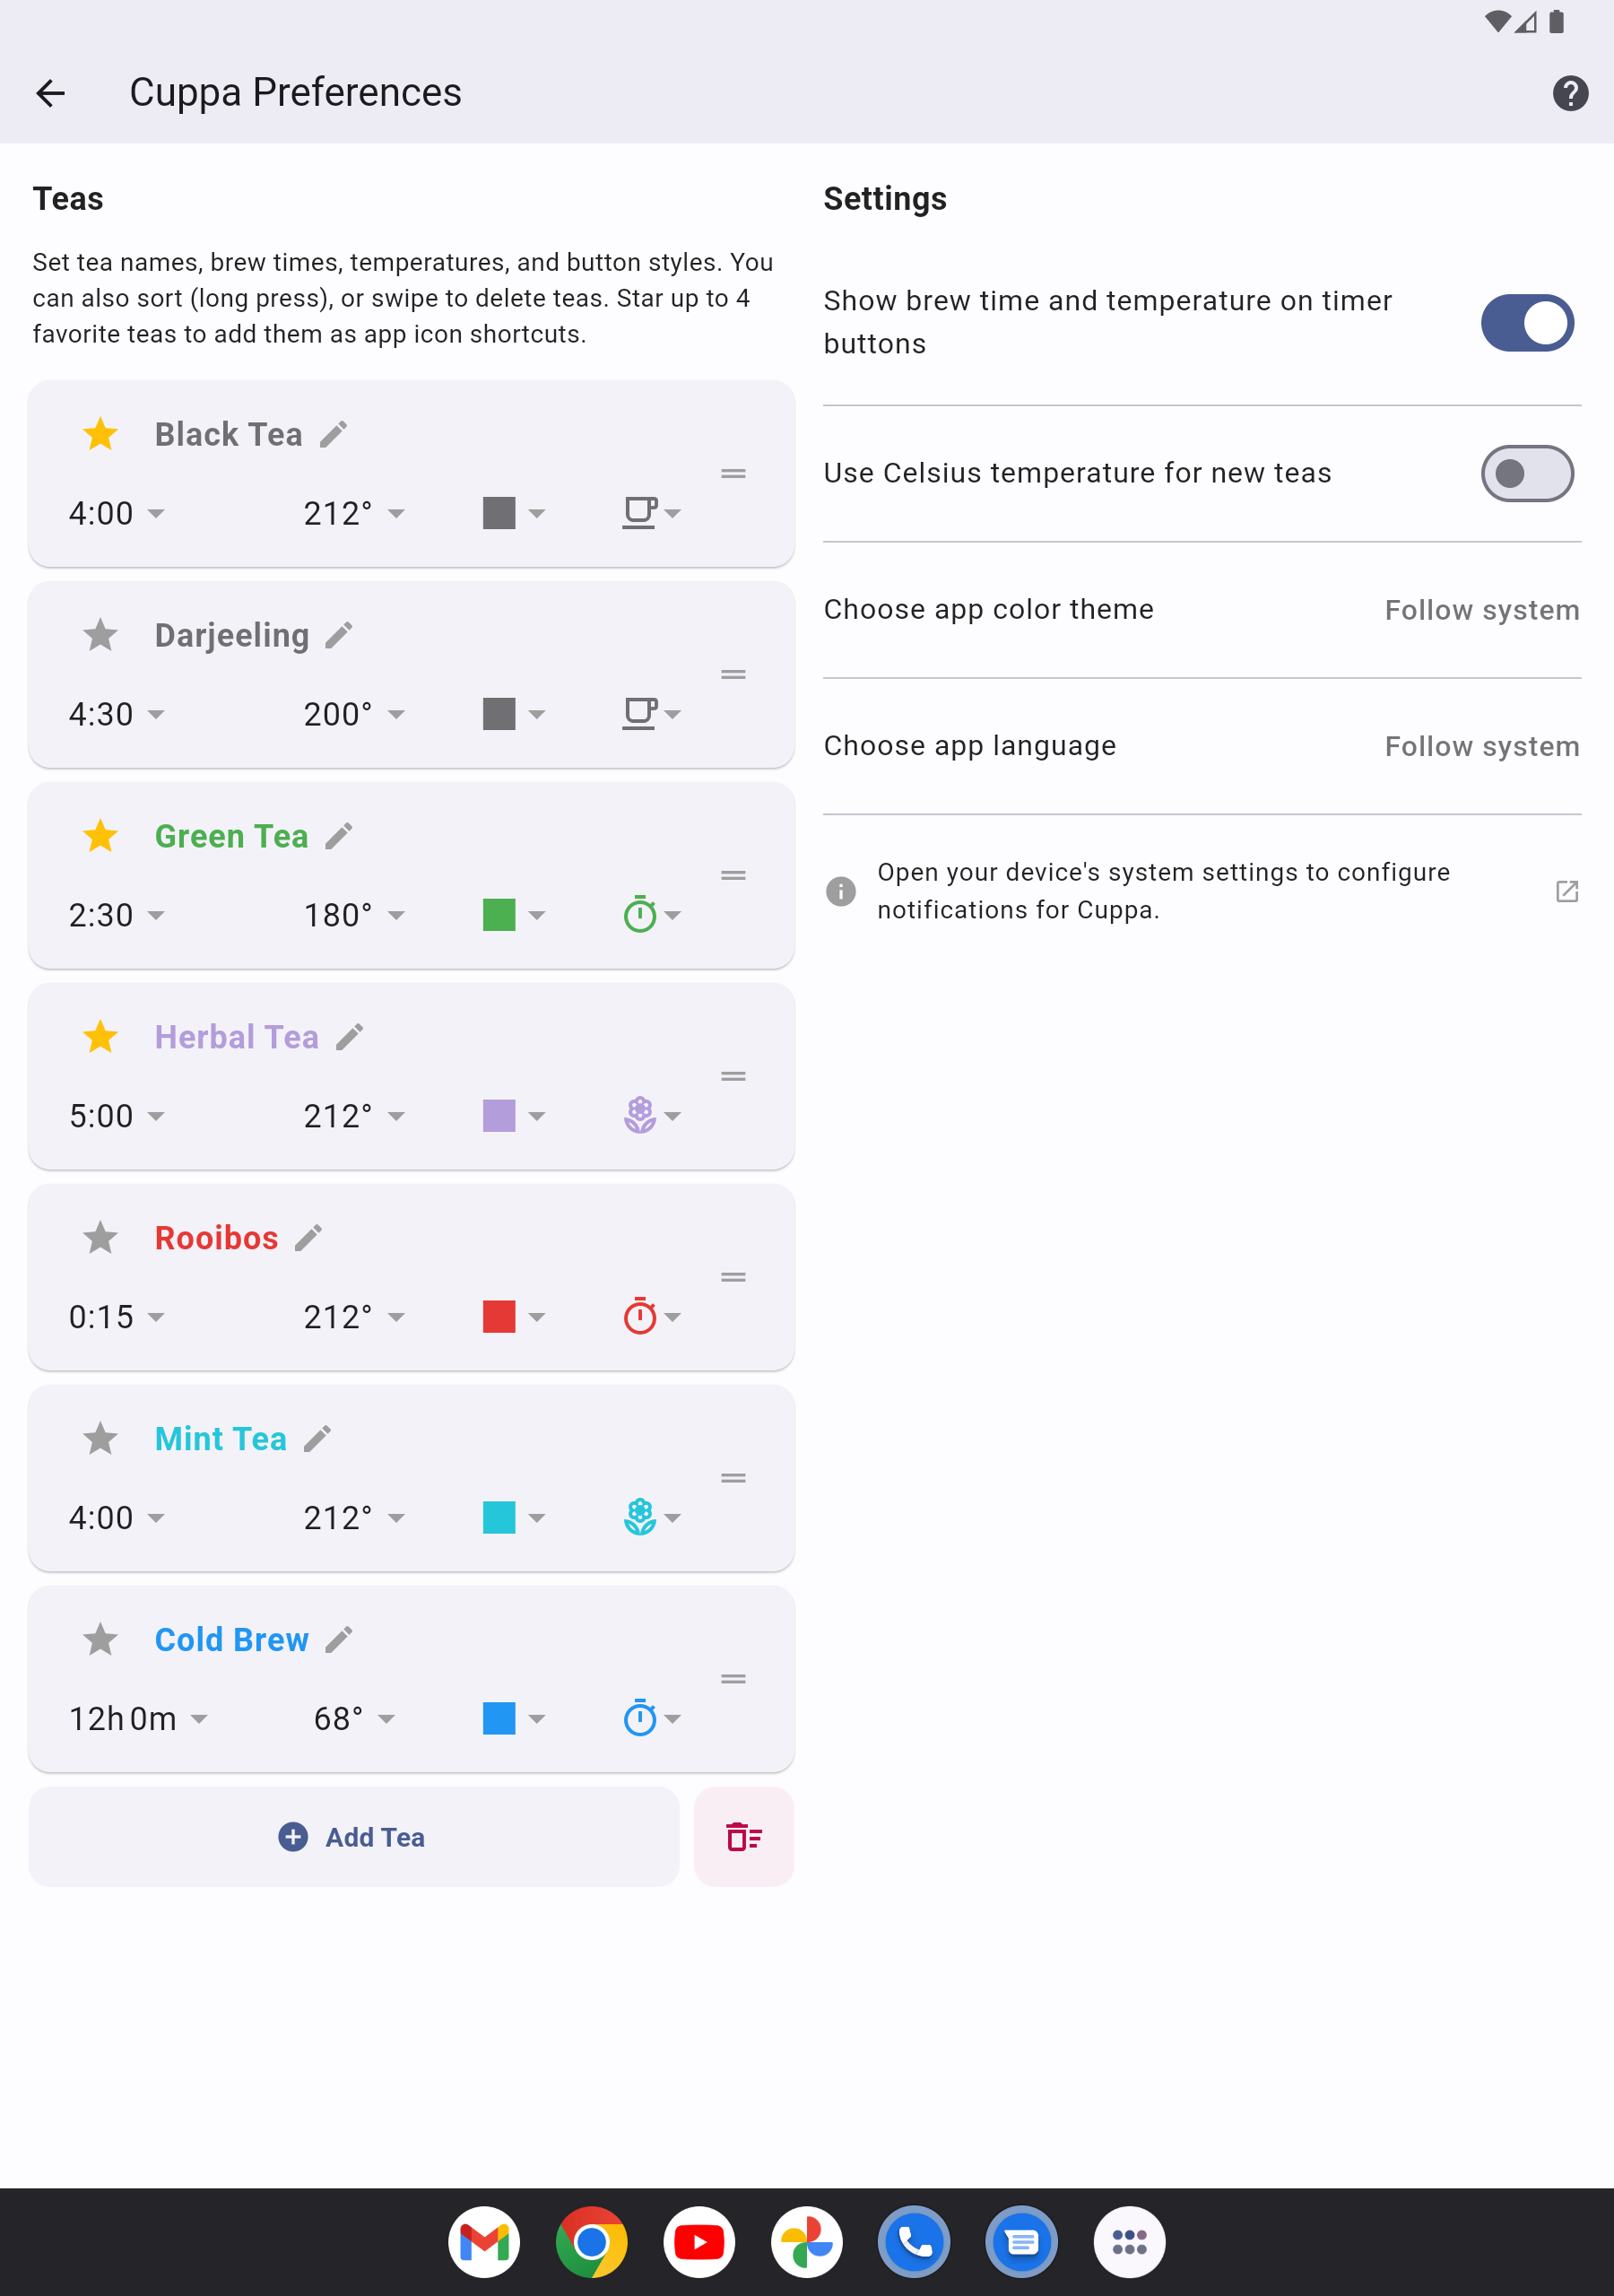 Cuppa Preferences
Teas
Set tea names, brew times, temperatures, and button styles. You
can also sort (long press), or swipe to delete teas. Star up to 4
favorite teas to add them as app icon shortcuts.
Black Tea
4:00 212°
Darjeeling
4:30 200°
Green Tea
2:30 180°
Herbal Tea
5:00 212°
Rooibos
0:15 212°
Mint Tea
4:00 212°
Cold Brew
12h 0m 68°
Add Tea
Settings
Show brew time and temperature on timer
buttons
Use Celsius temperature for new teas
Choose app color theme Follow system
Choose app language Follow system
Open your device's system settings to configure
notifications for Cuppa.